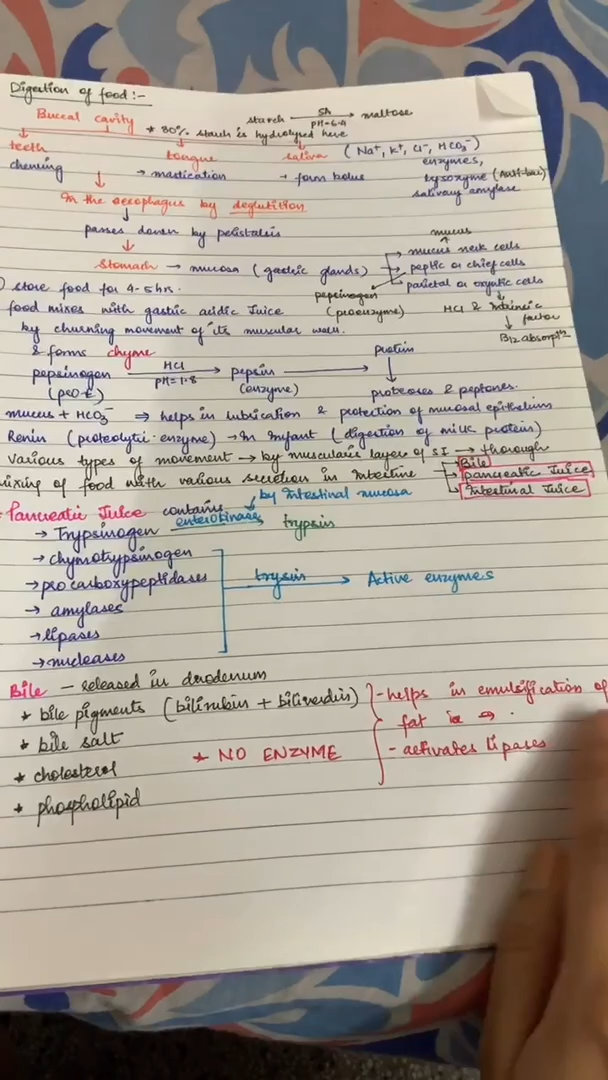 Digestion of food:-
Buccal cavity
starch SA pH=6.4 maltose
* 30% starch is hydrolysed here
teeth
tongue
saliva (Na+, K+, Cl-, HCO3-)
chewing
→ mastication
→ form bolus
enzymes,
lysozyme (Anti-bac)
salivary amylase
In the oesophagus by deglutition
passes down by peristalsis
mucus
Stomach → mucosa (gastric glands)
→ mucus neck cells
→ peptic or chief cells
→ parietal or oxyntic cells
pepsinogen (proenzyme)
HCl & Intrinsic factor
B12 absorptn
) store food for 4-5 hrs.
food mixes with gastric acidic Juice
by churning movement of its muscular wall.
& forms chyme
pepsinogen HCl pH=1.8 pepsin protein
(pro E) (enzyme) proteoses & peptones.
mucus + HCO3- ⇒ helps in lubrication & protection of mucosal epithelium
Renin (proteolytic enzyme) → In Infant (digestion of milk protein)
Various types of movement → by muscularis layer of SI → thorough
mixing of food with various secretion in Intestine
→ Bile
→ pancreatic Juice
→ Intestinal Juice
Pancreatic Juice contains
by Intestinal mucosa
→ Trypsinogen enterokinase trypsin
→ chymotrypsinogen
→ procarboxypeptidases
trysin → Active enzymes
→ amylases
→ lipases
→ nucleases
Bile - released in duodenum
* bile pigments (bilirubin + biliverdin)
* bile salt
* cholesterol
* phospholipid
* NO ENZYME
- helps in emulsification of
fat ie ⇒ .
- activates lipases